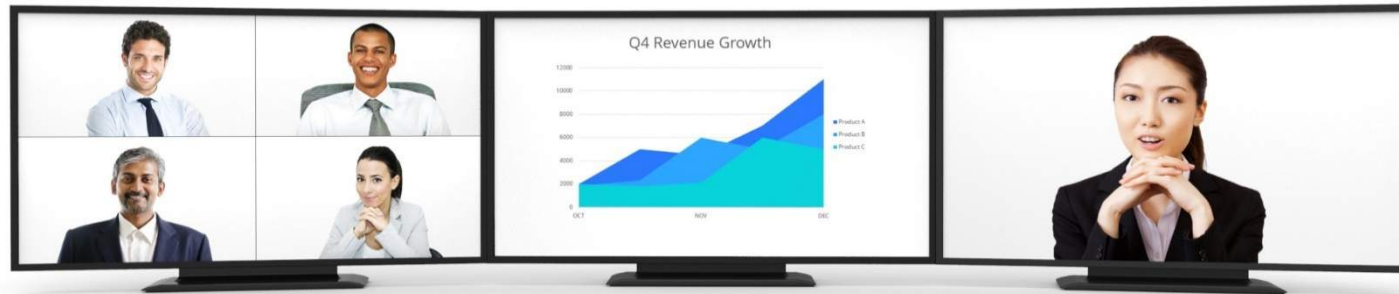 Q4 Revenue Growth
12000
10000
8000
6000
4000
2000
0
OCT
NOV
DEC
Product A
Product B
Product C